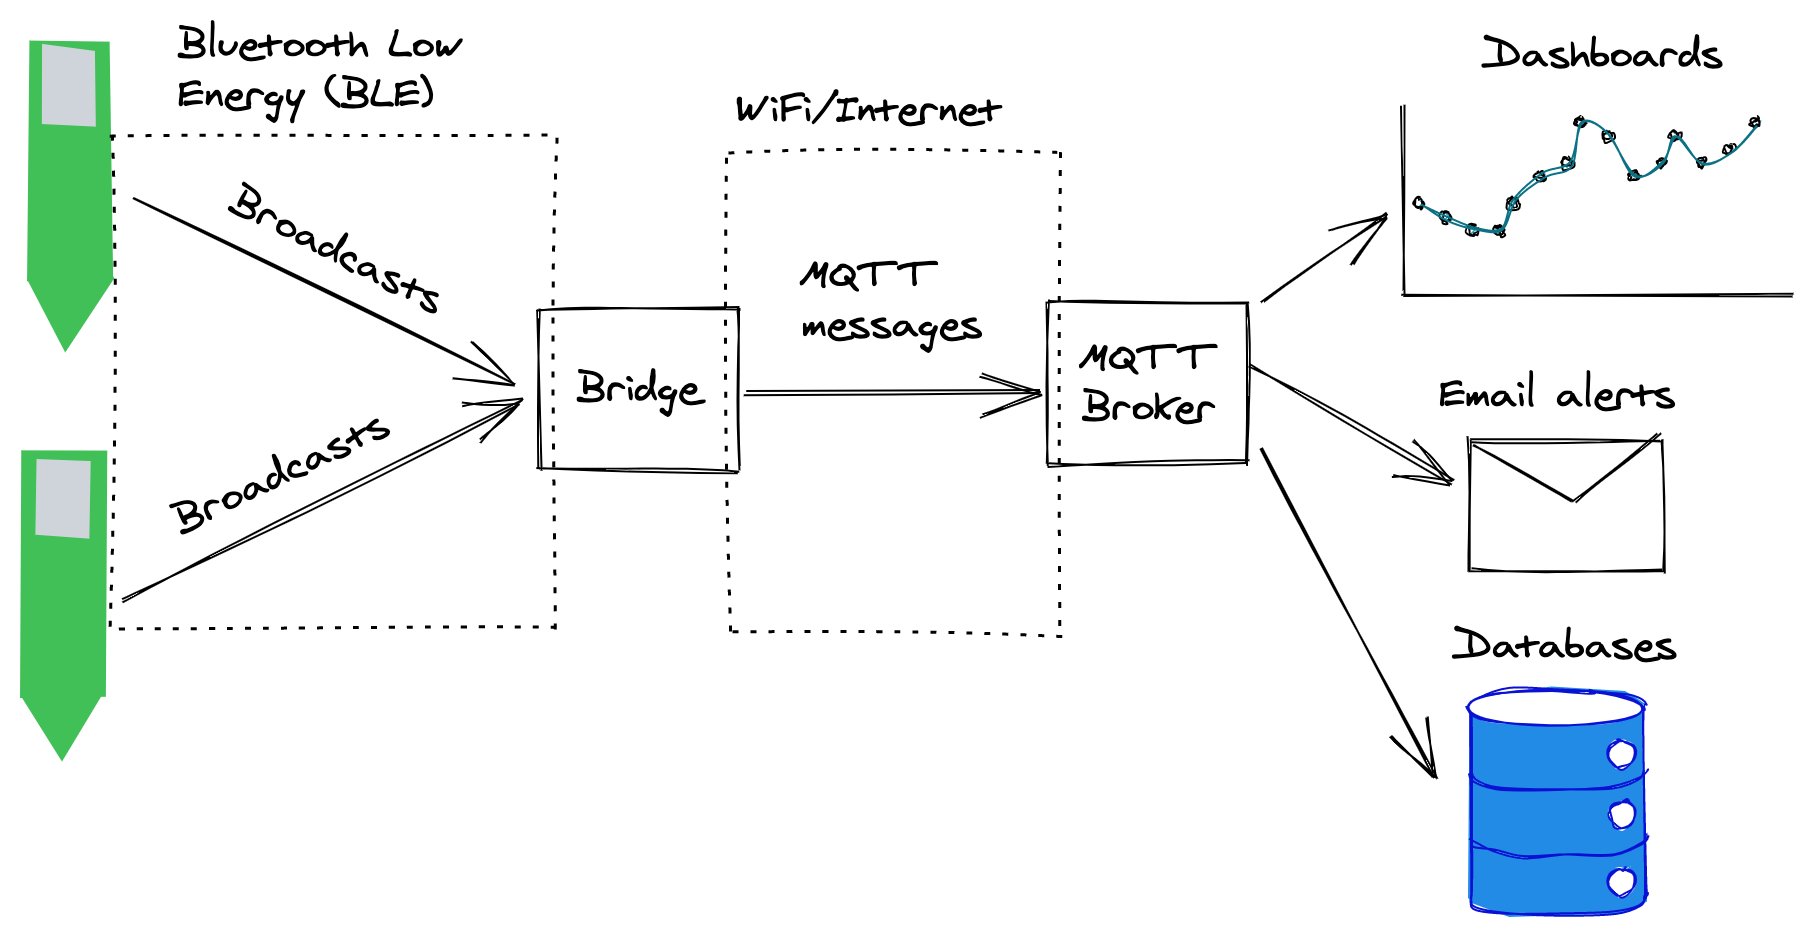 Bluetooth Low
Energy (BLE)
Broadcasts
Broadcasts
Bridge
WiFi/Internet
MQTT
messages
MQTT
Broker
Dashboards
Email alerts
Databases